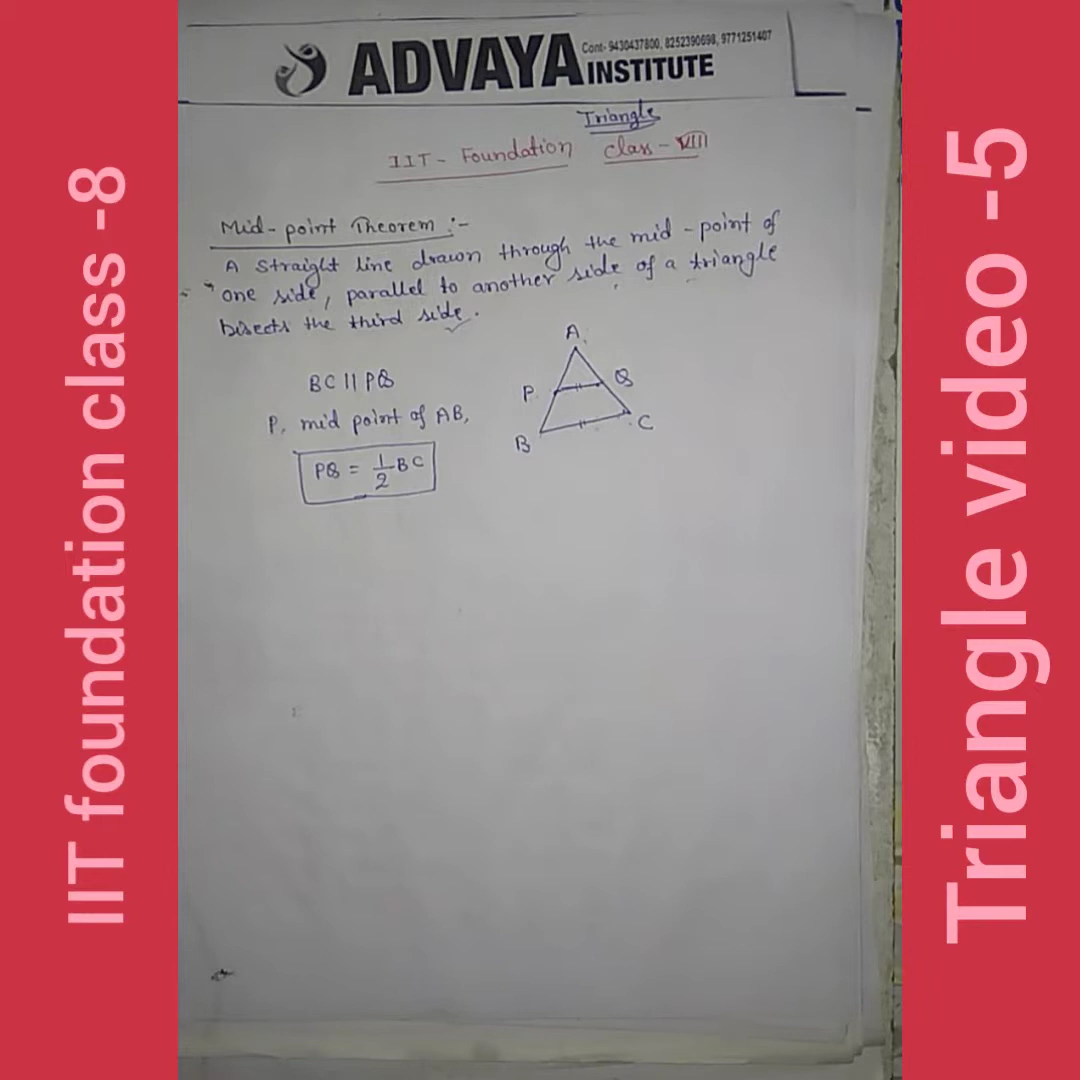 IIT foundation class -8
ADVAYA
Cont- 9430437800, 8252390698, 9771251407
INSTITUTE
Triangle
IIT - Foundation class - VIII
Mid-point Theorem :-
A straight line drawn through the mid-point of
one side, parallel to another side of a triangle
bisects the third side.
BC || PQ
P, mid point of AB,
PQ = 1/2 BC
A
P
Q
B
C
Triangle video -5